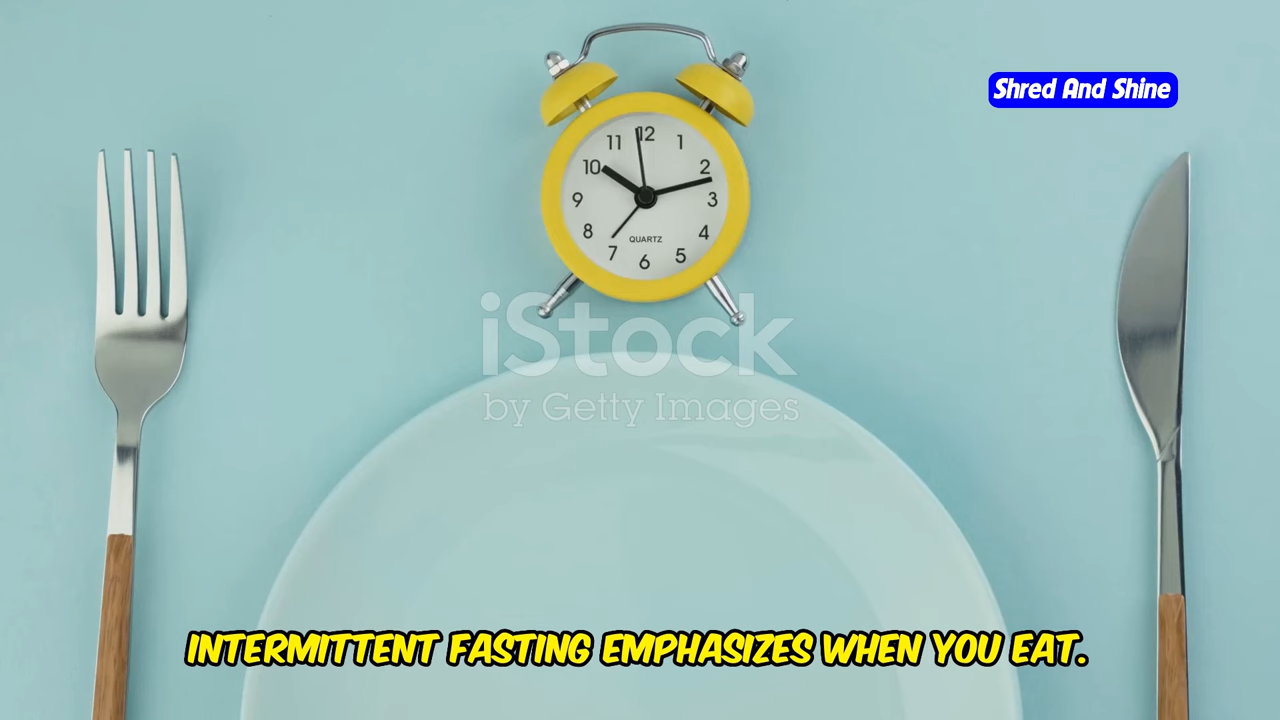 Shred And Shine
12
11 1
10 2
9 3
8 4
QUARTZ
7 5
6
iStock
by Getty Images
INTERMITTENT FASTING EMPHASIZES WHEN YOU EAT.